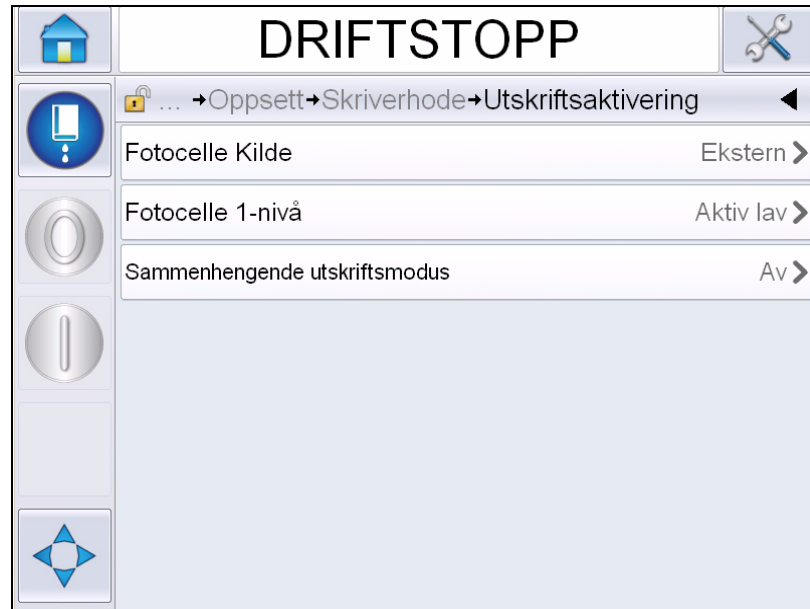 DRIFTSTOPP
... →Oppsett→Skriverhode→Utskriftsaktivering
Fotocelle Kilde Ekstern
Fotocelle 1-nivå Aktiv lav
Sammenhengende utskriftsmodus Av